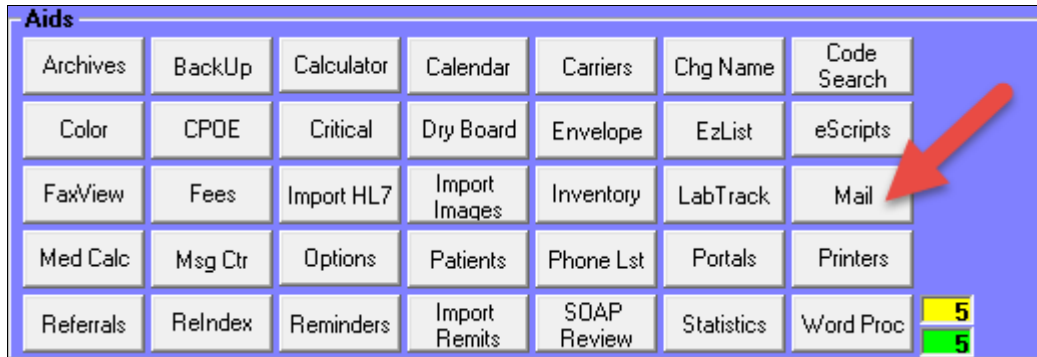 Aids
Archives BackUp Calculator Calendar Carriers Chg Name Code Search
Color CPOE Critical Dry Board Envelope EzList eScripts
FaxView Fees Import HL7 Import Images Inventory LabTrack Mail
Med Calc Msg Ctr Options Patients Phone Lst Portals Printers
Referrals ReIndex Reminders Import Remits SOAP Review Statistics Word Proc 5
5